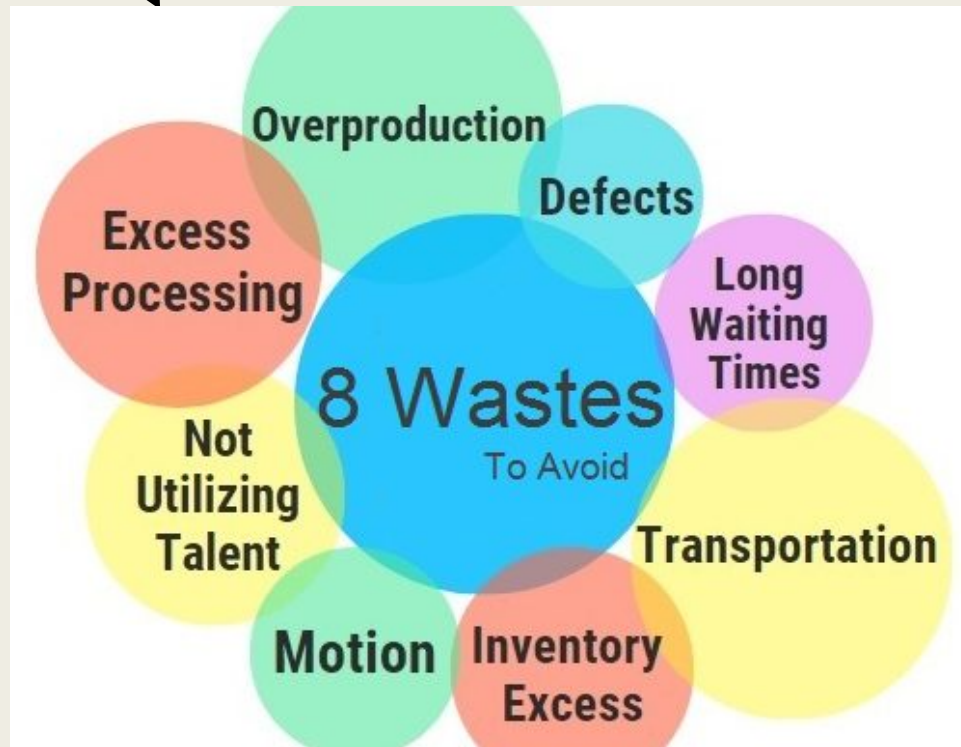 Overproduction
Defects
Excess
Processing
Long
Waiting
Times
8 Wastes
To Avoid
Not
Utilizing
Talent
Transportation
Motion
Inventory
Excess